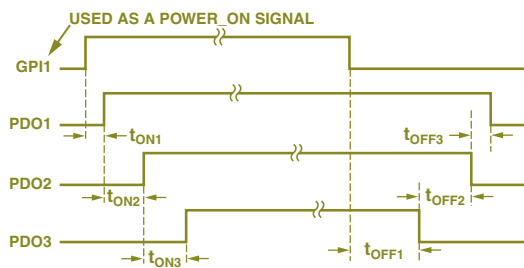 USED AS A POWER_ON SIGNAL
GPI1
PDO1
tON1
tOFF3
PDO2
tON2
tOFF2
PDO3
tON3
tOFF1